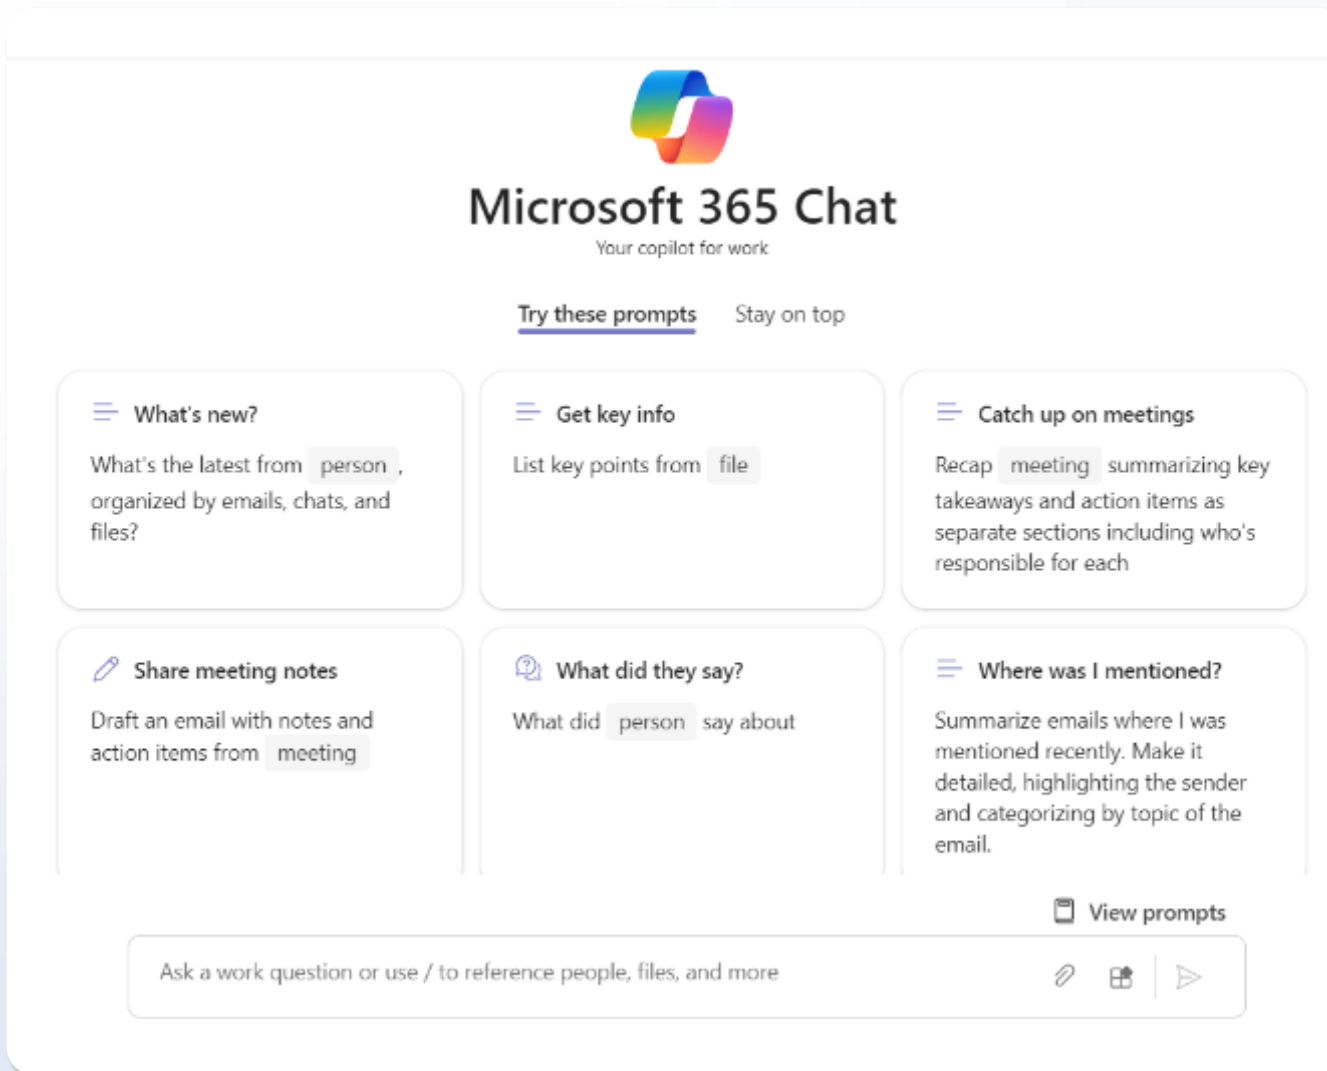 Microsoft 365 Chat
Your copilot for work
Try these prompts
Stay on top
What's new?
What's the latest from person ,
organized by emails, chats, and
files?
Get key info
List key points from file
Catch up on meetings
Recap meeting summarizing key
takeaways and action items as
separate sections including who's
responsible for each
Share meeting notes
Draft an email with notes and
action items from meeting
What did they say?
What did person say about
Where was I mentioned?
Summarize emails where I was
mentioned recently. Make it
detailed, highlighting the sender
and categorizing by topic of the
email.
View prompts
Ask a work question or use / to reference people, files, and more